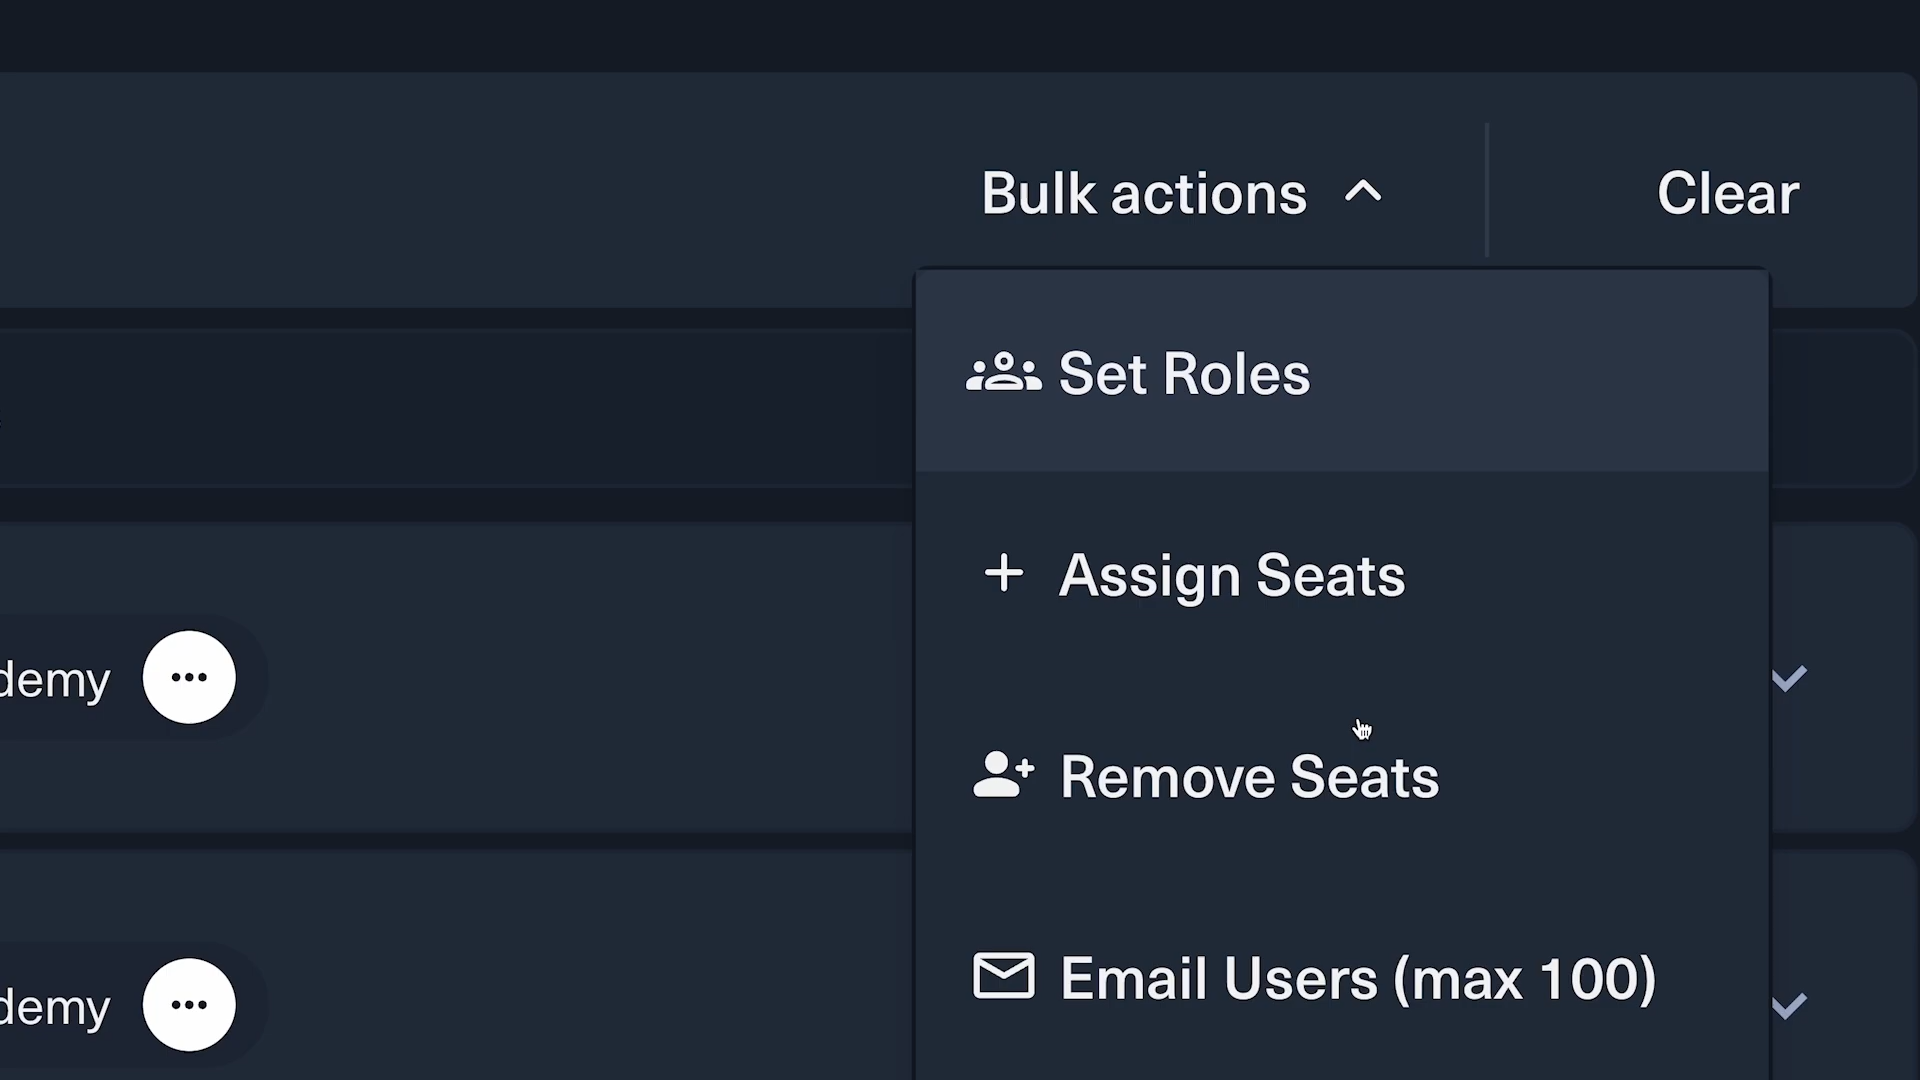 Bulk actions
Clear
Set Roles
Assign Seats
demy
Remove Seats
Email Users (max 100)
demy